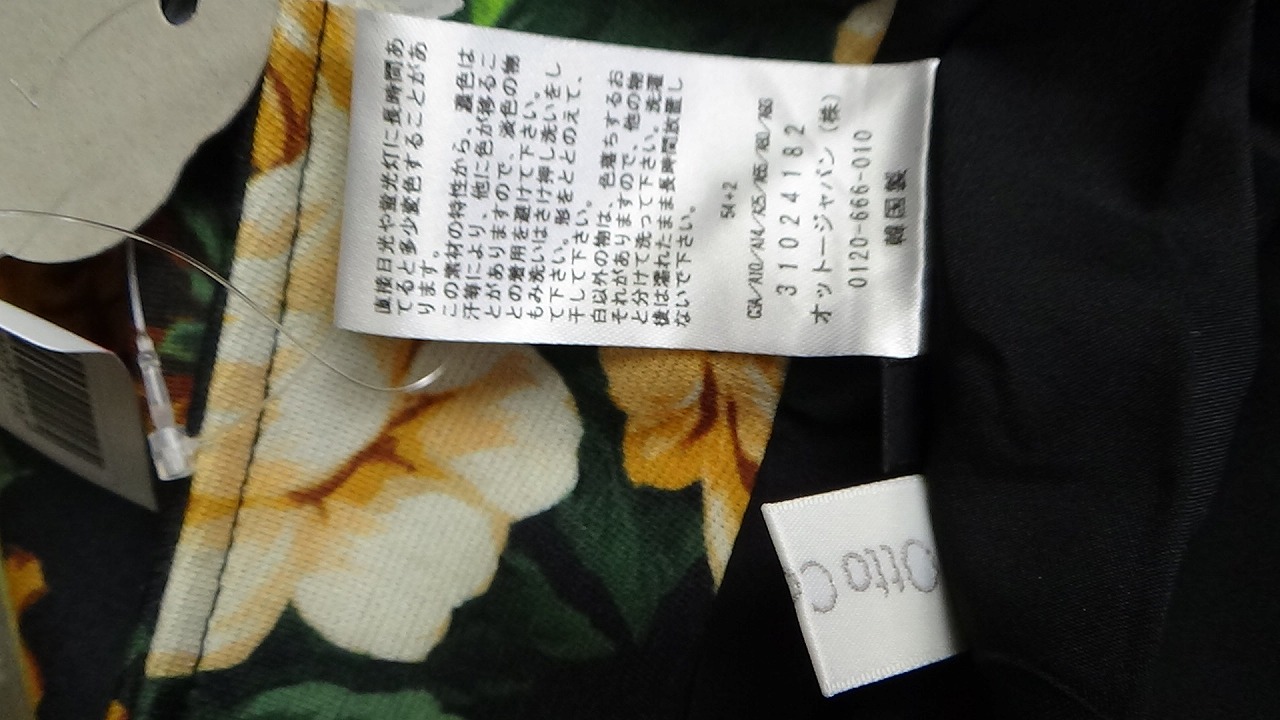 直接日光や蛍光灯に長時間あ
てると多少変色することがあ
ります。
この素材の特性から、濃色は
汗等により、他に色が移るこ
とがありますので、淡色の物
との着用を避けて下さい。
もみ洗いはさけ押し洗いをし
て下さい。形をととのえて、
干して下さい。
白以外の物は、色落ちするお
それがありますので、他の物
と分けて洗って下さい。洗濯
後は濡れたまま長時間放置し
ないで下さい。
54+2
31024182
オットージャパン（株）
0120-666-010
韓国製
Otto